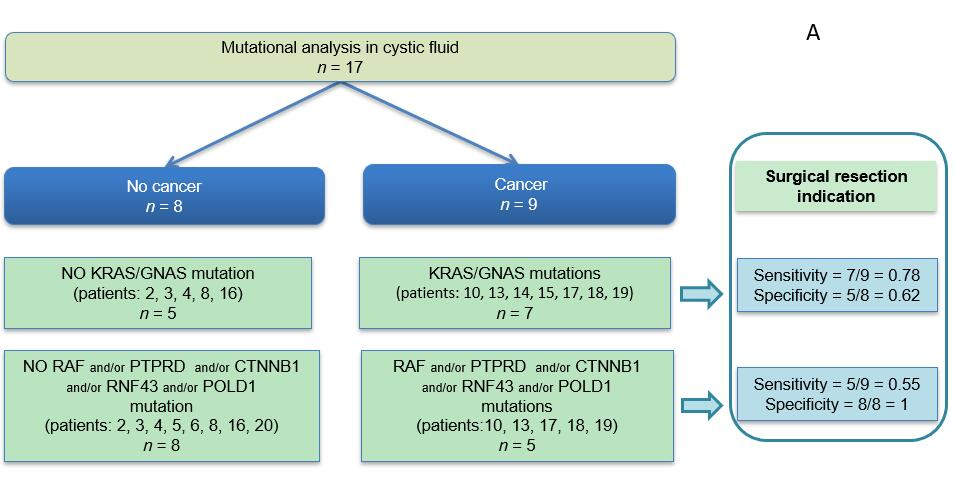 A
Mutational analysis in cystic fluid
n = 17
No cancer
n = 8
Cancer
n = 9
Surgical resection
indication
NO KRAS/GNAS mutation
(patients: 2, 3, 4, 8, 16)
n = 5
KRAS/GNAS mutations
(patients: 10, 13, 14, 15, 17, 18, 19)
n = 7
Sensitivity = 7/9 = 0.78
Specificity = 5/8 = 0.62
NO RAF and/or PTPRD and/or CTNNB1
and/or RNF43 and/or POLD1
mutation
(patients: 2, 3, 4, 5, 6, 8, 16, 20)
n = 8
RAF and/or PTPRD and/or CTNNB1
and/or RNF43 and/or POLD1
mutations
(patients:10, 13, 17, 18, 19)
n = 5
Sensitivity = 5/9 = 0.55
Specificity = 8/8 = 1